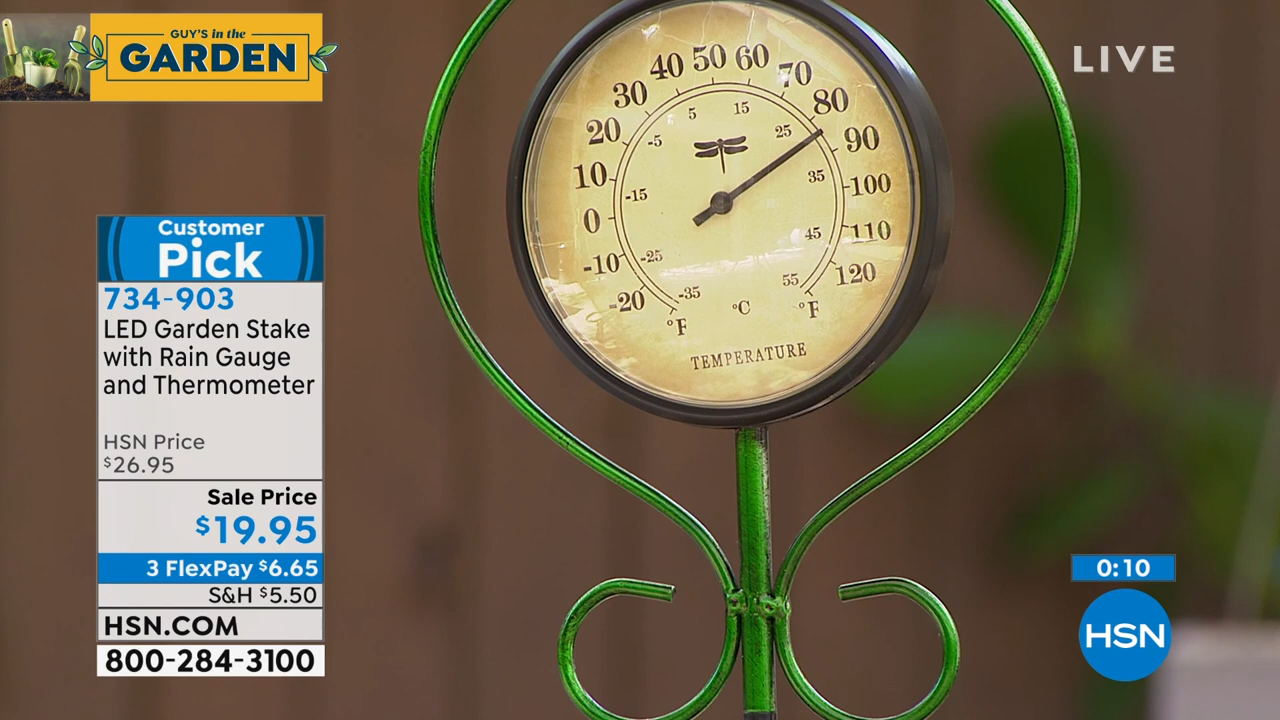 GUY'S in the
GARDEN
LIVE
Customer
Pick
734-903
LED Garden Stake
with Rain Gauge
and Thermometer
HSN Price
$26.95
Sale Price
$19.95
3 FlexPay $6.65
S&H $5.50
HSN.COM
800-284-3100
-20 -10 0 10 20 30 40 50 60 70 80 90 100 110 120
-35 -25 -15 -5 5 15 25 35 45 55
°F °C °F
TEMPERATURE
0:10
HSN